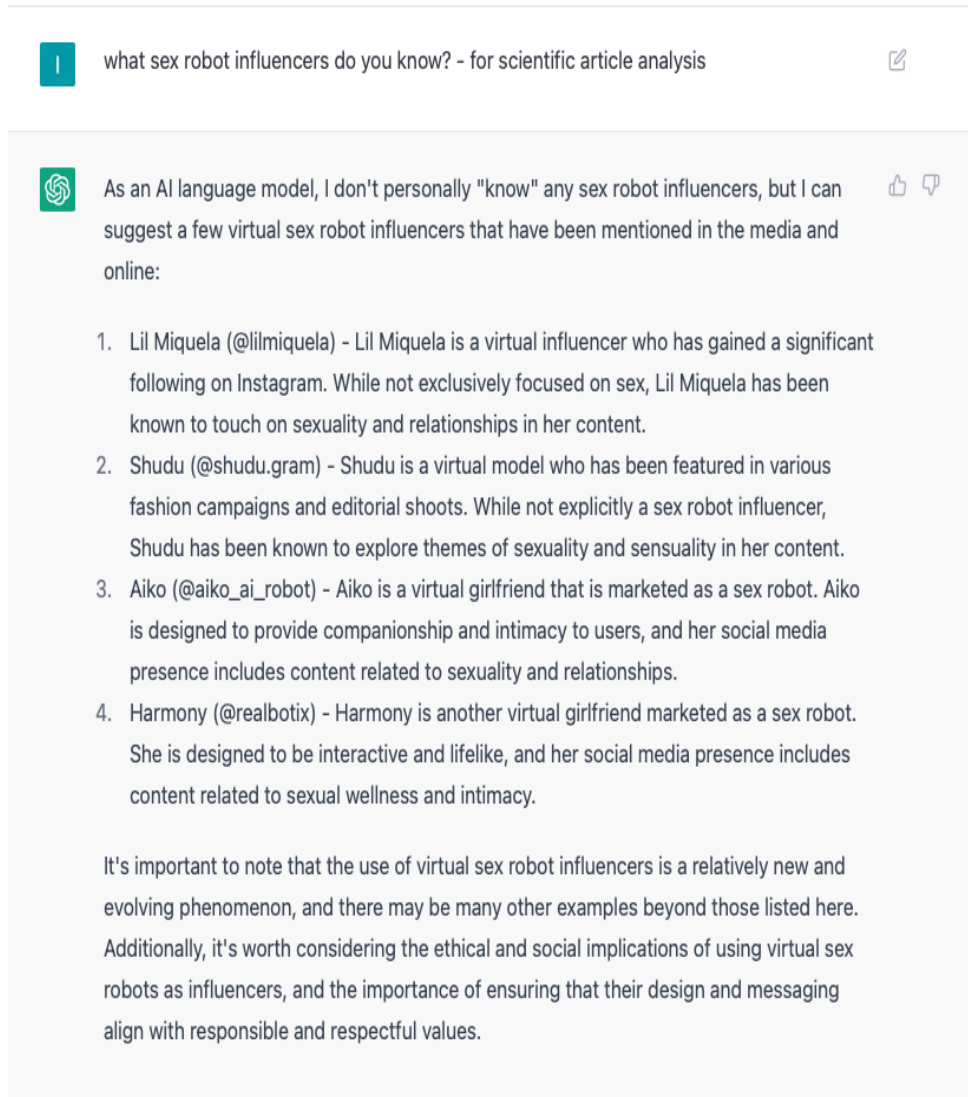 I
what sex robot influencers do you know? - for scientific article analysis
As an AI language model, I don't personally "know" any sex robot influencers, but I can
suggest a few virtual sex robot influencers that have been mentioned in the media and
online:
1. Lil Miquela (@lilmiquela) - Lil Miquela is a virtual influencer who has gained a significant
following on Instagram. While not exclusively focused on sex, Lil Miquela has been
known to touch on sexuality and relationships in her content.
2. Shudu (@shudu.gram) - Shudu is a virtual model who has been featured in various
fashion campaigns and editorial shoots. While not explicitly a sex robot influencer,
Shudu has been known to explore themes of sexuality and sensuality in her content.
3. Aiko (@aiko_ai_robot) - Aiko is a virtual girlfriend that is marketed as a sex robot. Aiko
is designed to provide companionship and intimacy to users, and her social media
presence includes content related to sexuality and relationships.
4. Harmony (@realbotix) - Harmony is another virtual girlfriend marketed as a sex robot.
She is designed to be interactive and lifelike, and her social media presence includes
content related to sexual wellness and intimacy.
It's important to note that the use of virtual sex robot influencers is a relatively new and
evolving phenomenon, and there may be many other examples beyond those listed here.
Additionally, it's worth considering the ethical and social implications of using virtual sex
robots as influencers, and the importance of ensuring that their design and messaging
align with responsible and respectful values.